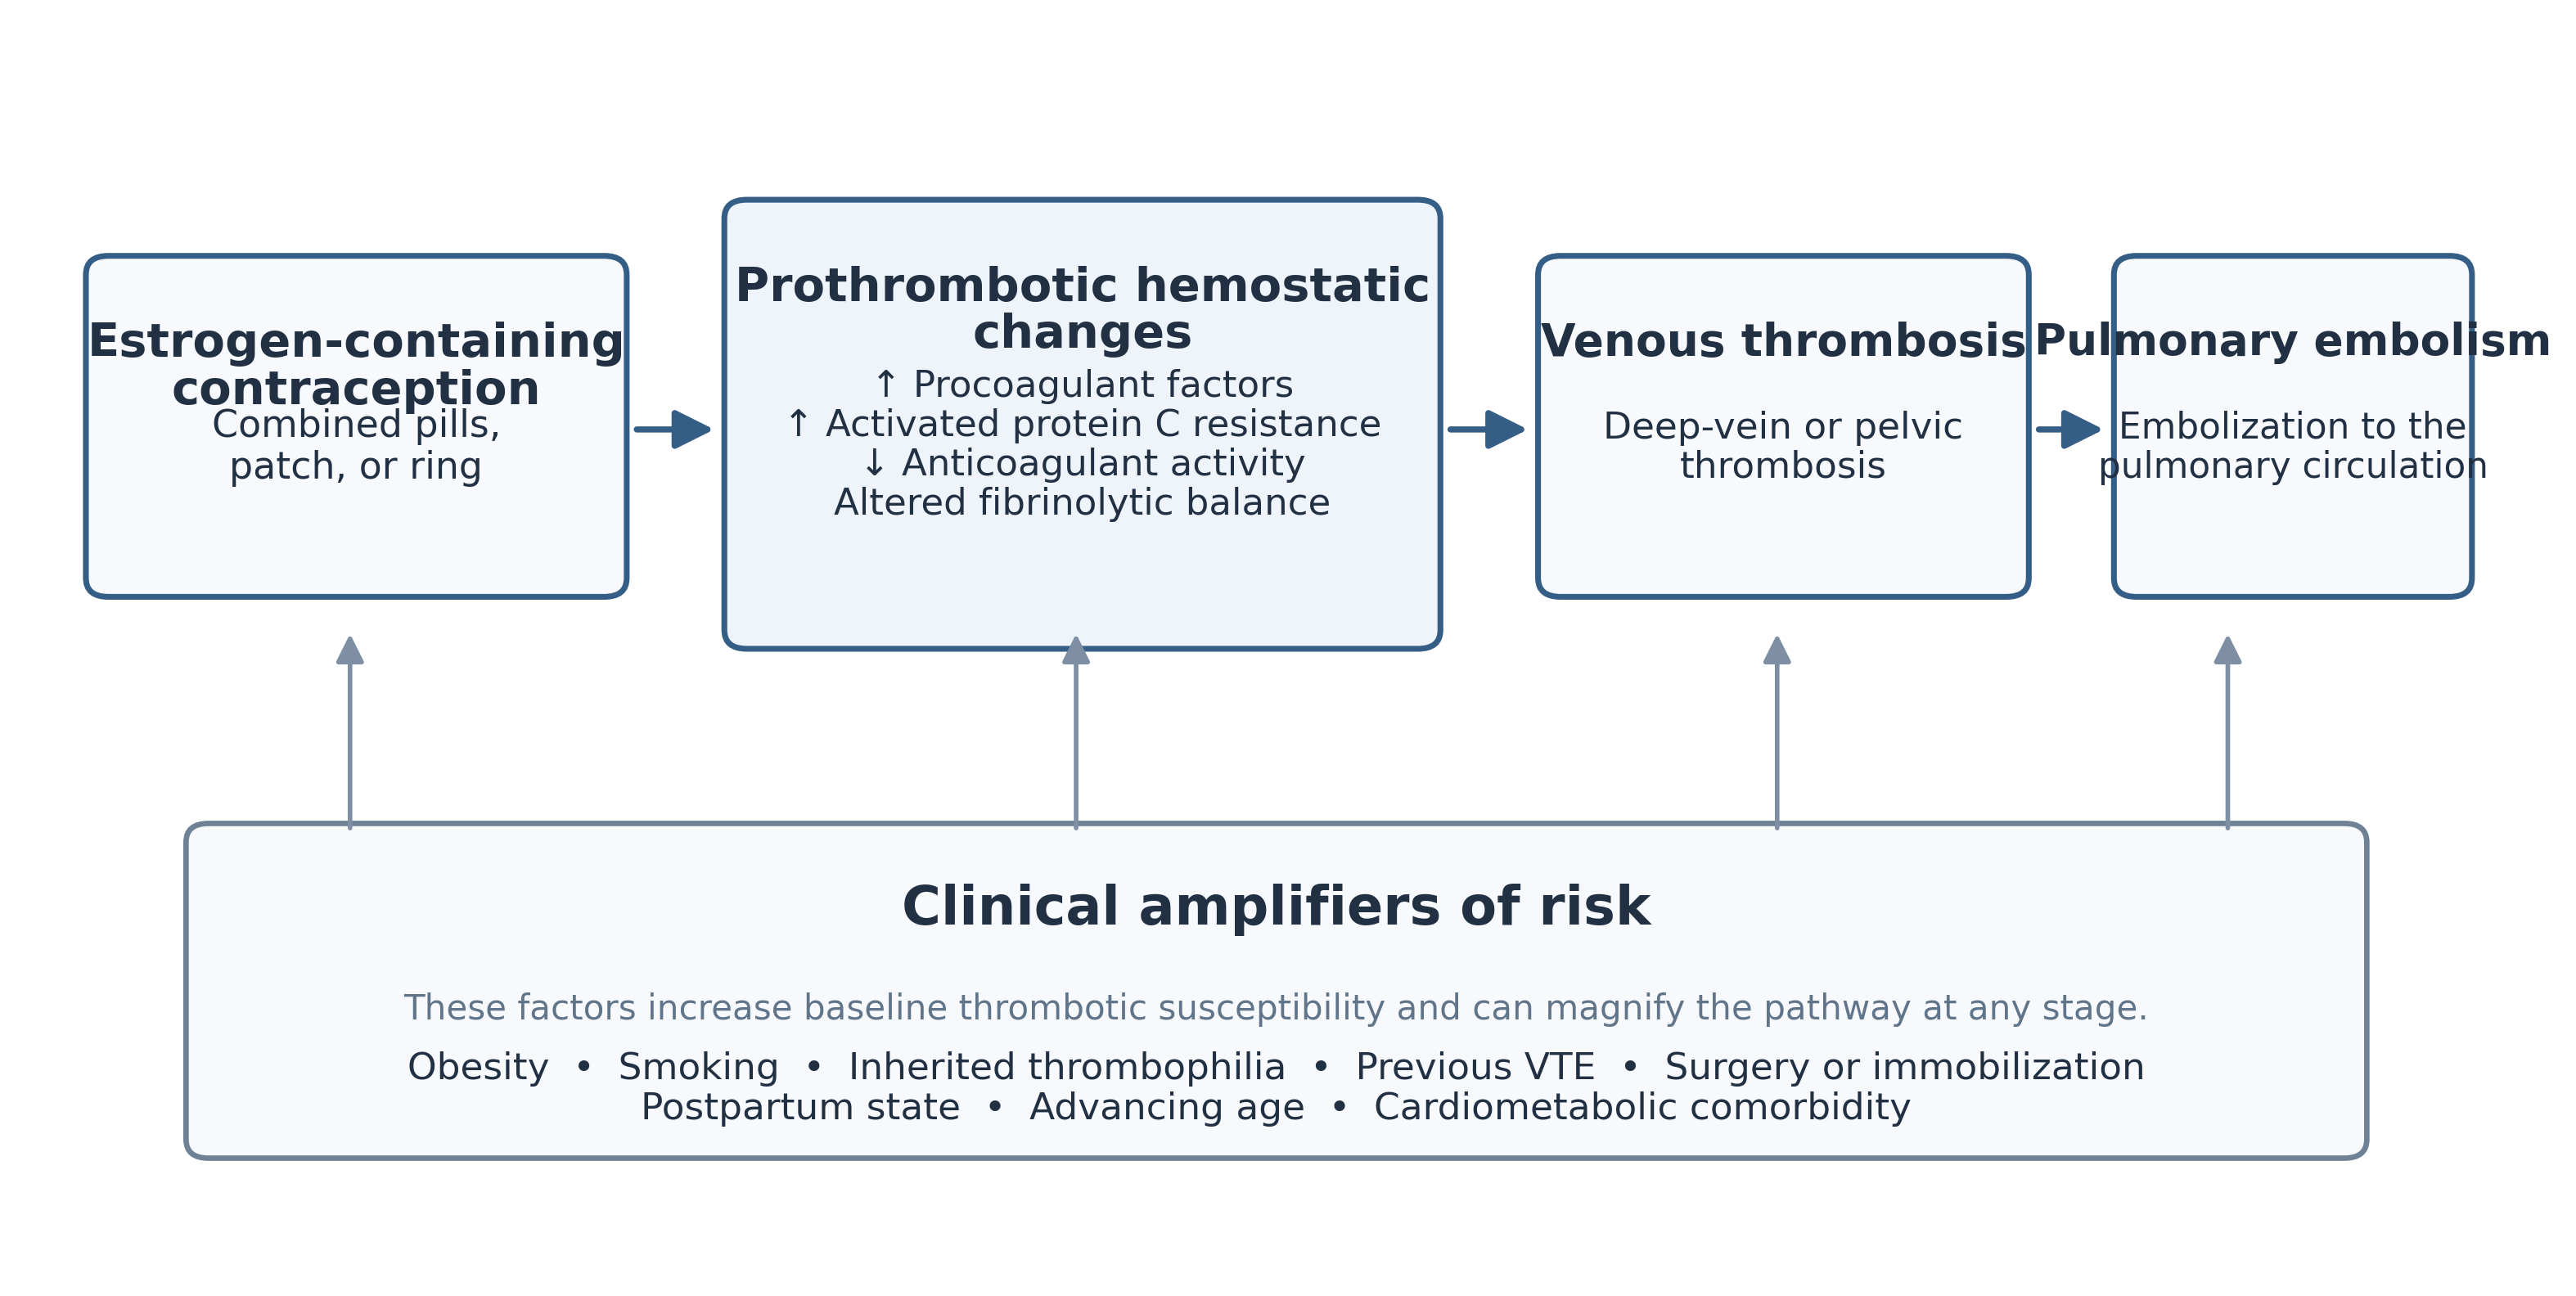 Estrogen-containing
contraception
Combined pills,
patch, or ring
Prothrombotic hemostatic
changes
↑ Procoagulant factors
↑ Activated protein C resistance
↓ Anticoagulant activity
Altered fibrinolytic balance
Venous thrombosis
Deep-vein or pelvic
thrombosis
Pulmonary embolism
Embolization to the
pulmonary circulation
Clinical amplifiers of risk
These factors increase baseline thrombotic susceptibility and can magnify the pathway at any stage.
Obesity • Smoking • Inherited thrombophilia • Previous VTE • Surgery or immobilization
Postpartum state • Advancing age • Cardiometabolic comorbidity